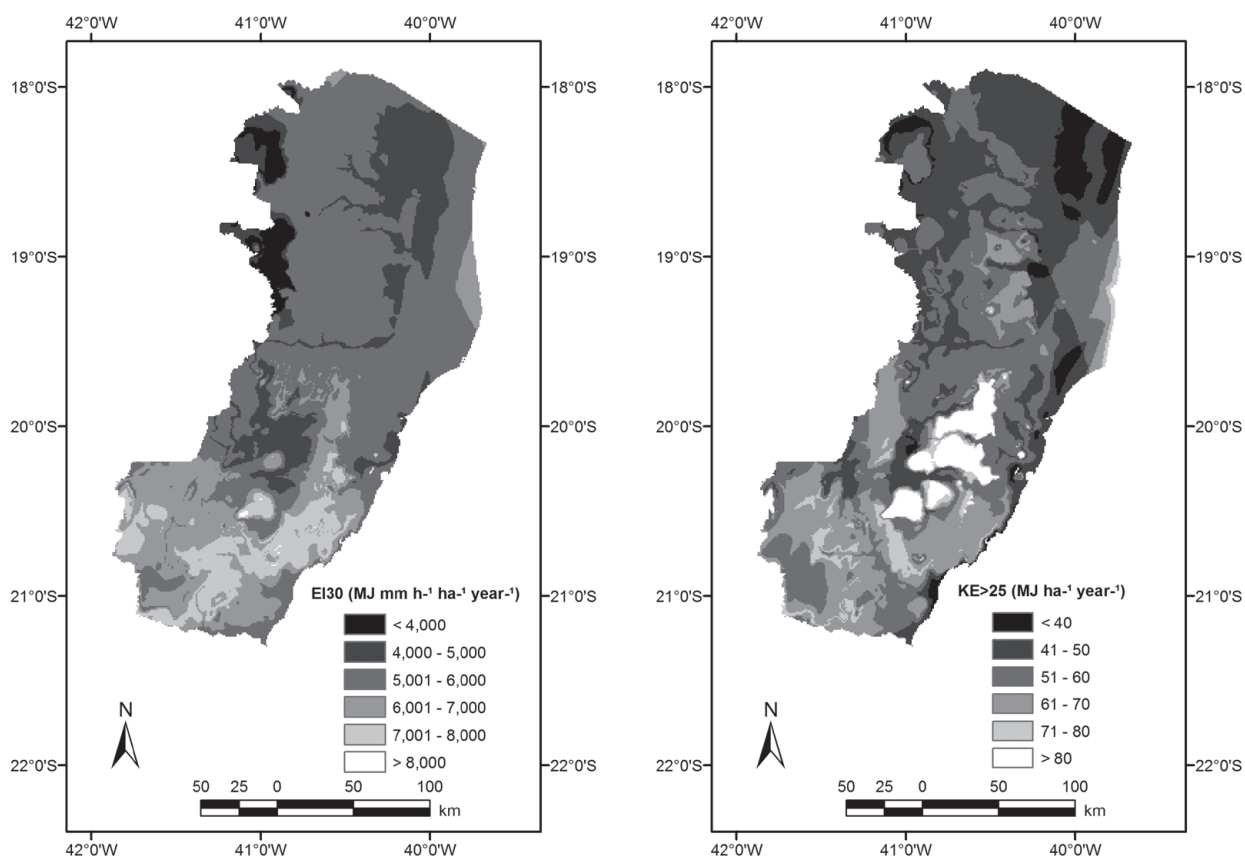 42°0'W 41°0'W 40°0'W
18°0'S 18°0'S
19°0'S 19°0'S
20°0'S 20°0'S
21°0'S 21°0'S
22°0'S 22°0'S
EI30 (MJ mm h-¹ ha-¹ year-¹)
< 4,000
4,000 - 5,000
5,001 - 6,000
6,001 - 7,000
7,001 - 8,000
> 8,000
N
50 25 0 50 100
km
42°0'W 41°0'W 40°0'W
42°0'W 41°0'W 40°0'W
18°0'S 18°0'S
19°0'S 19°0'S
20°0'S 20°0'S
21°0'S 21°0'S
22°0'S 22°0'S
KE>25 (MJ ha-¹ year-¹)
< 40
41 - 50
51 - 60
61 - 70
71 - 80
> 80
N
50 25 0 50 100
km
42°0'W 41°0'W 40°0'W